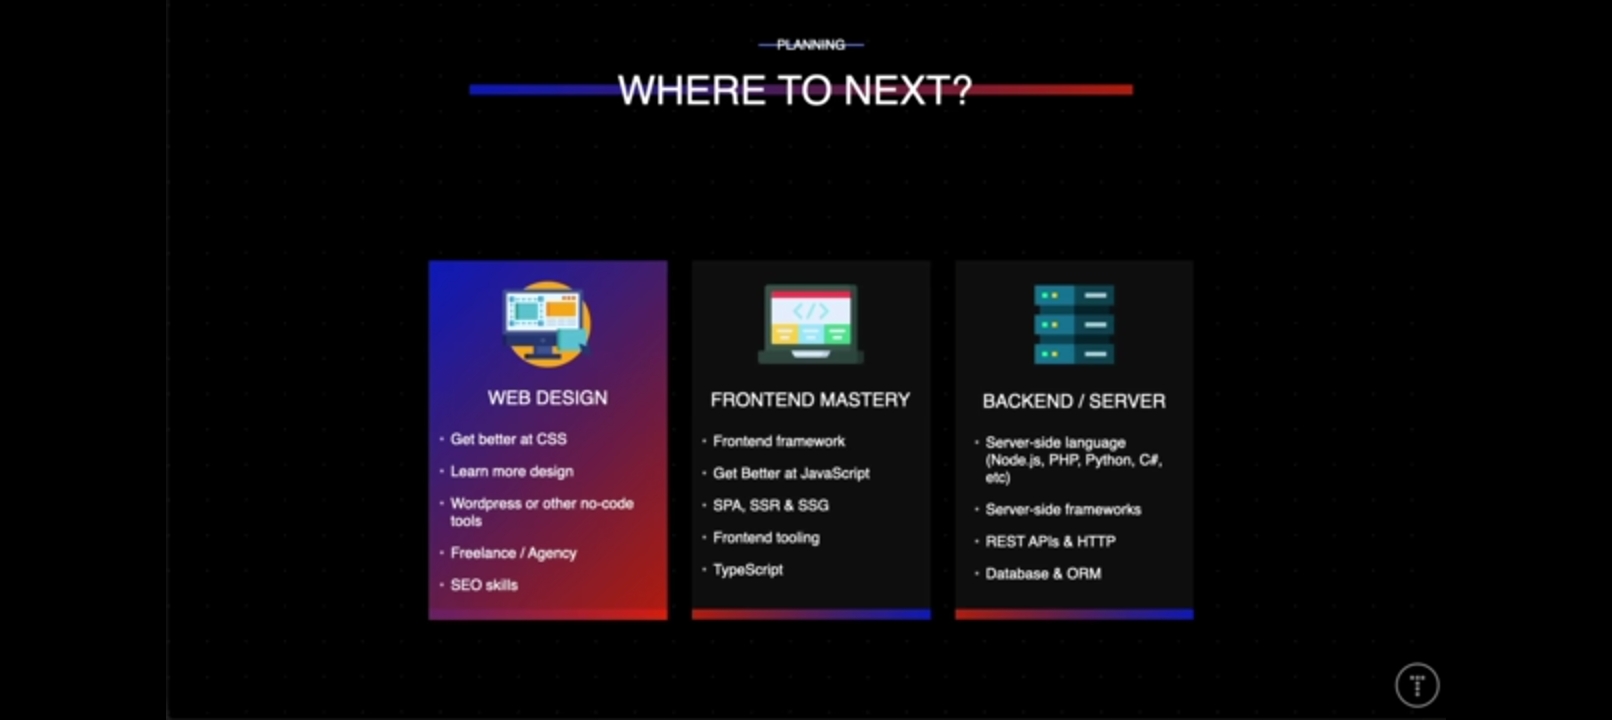 PLANNING
WHERE TO NEXT?
WEB DESIGN
• Get better at CSS
• Learn more design
• Wordpress or other no-code
tools
• Freelance / Agency
• SEO skills
</>
FRONTEND MASTERY
• Frontend framework
• Get Better at JavaScript
• SPA, SSR & SSG
• Frontend tooling
• TypeScript
BACKEND / SERVER
• Server-side language
(Node.js, PHP, Python, C#,
etc)
• Server-side frameworks
• REST APIs & HTTP
• Database & ORM
T